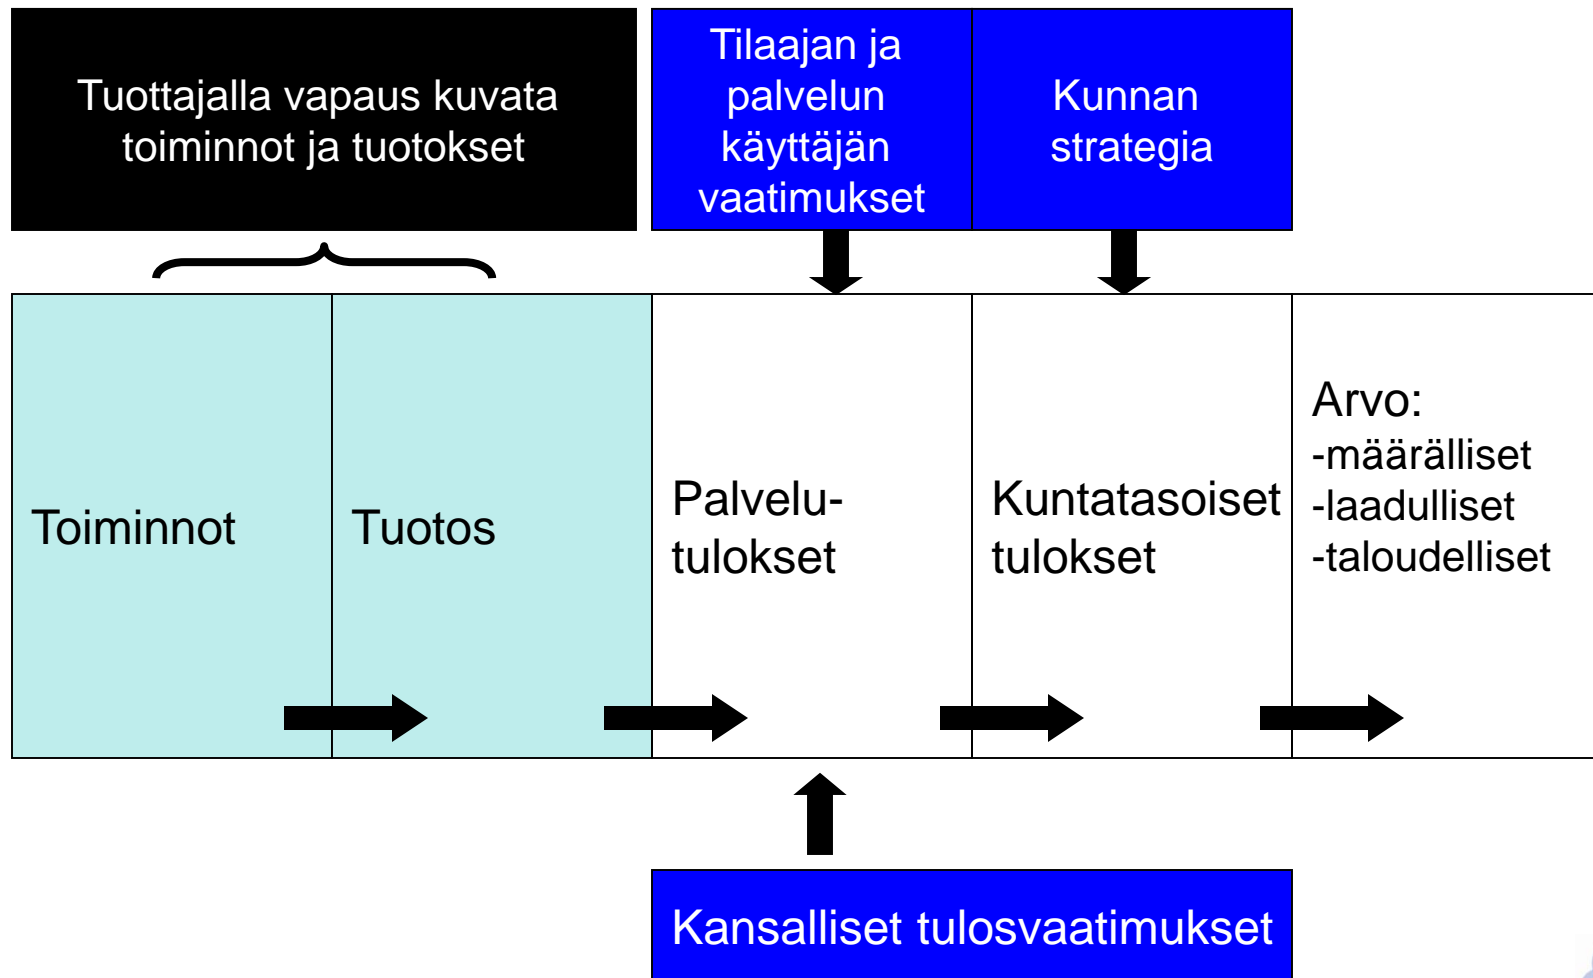 Tuottajalla vapaus kuvata
toiminnot ja tuotokset
Tilaajan ja
palvelun
käyttäjän
vaatimukset
Kunnan
strategia
Toiminnot
Tuotos
Palvelu-
tulokset
Kuntatasoiset
tulokset
Arvo:
-määrälliset
-laadulliset
-taloudelliset
Kansalliset tulosvaatimukset